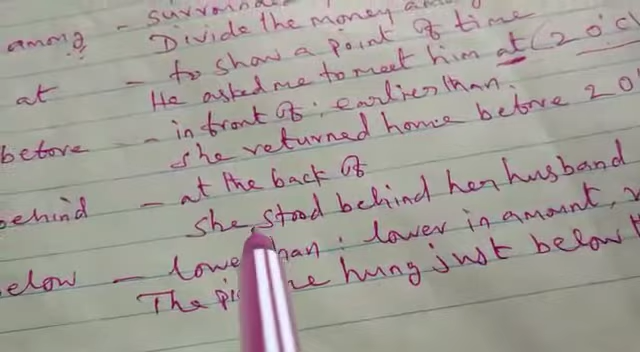 among - surrounded
Divide the money among
at - to show a point of time
He asked me to meet him at (2 o'cl
before - in front of; earlier than.
She returned home before 2 o'
behind - at the back of
She stood behind her husband
elow - lower than; lower in amount,
The hung just below